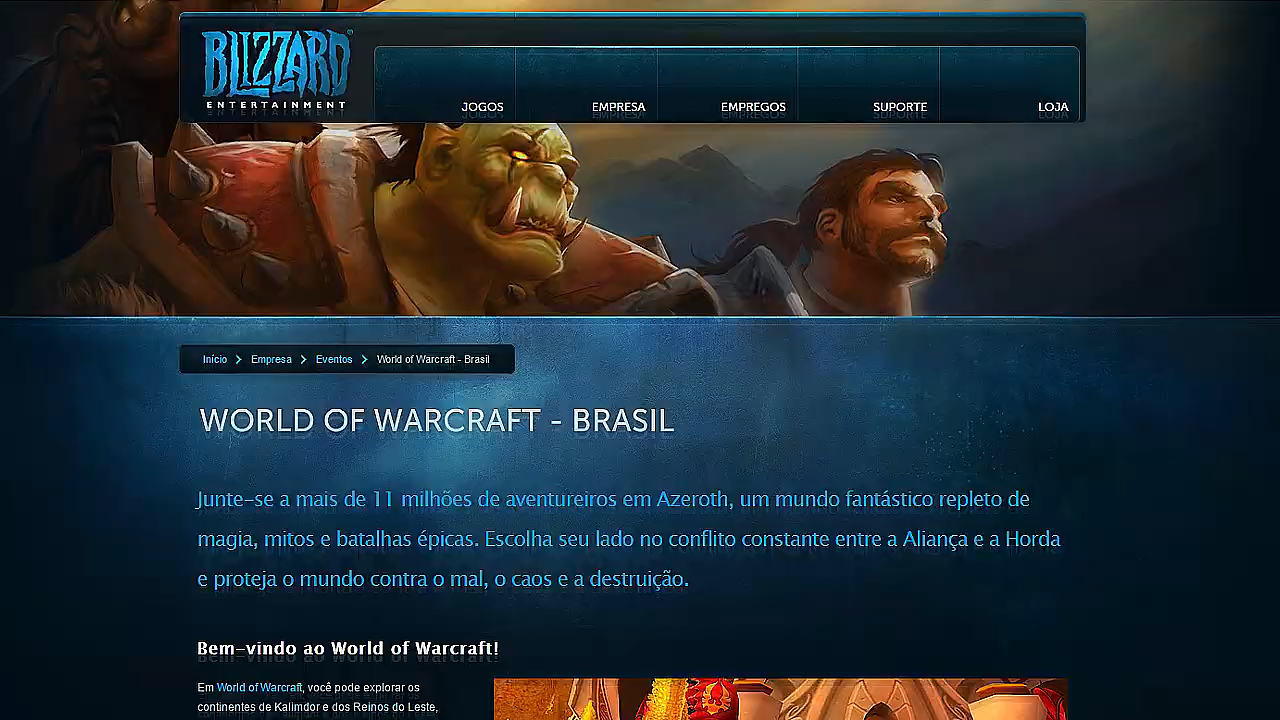 BLIZZARD
ENTERTAINMENT
JOGOS EMPRESA EMPREGOS SUPORTE LOJA
Início > Empresa > Eventos > World of Warcraft - Brasil
WORLD OF WARCRAFT - BRASIL
Junte-se a mais de 11 milhões de aventureiros em Azeroth, um mundo fantástico repleto de
magia, mitos e batalhas épicas. Escolha seu lado no conflito constante entre a Aliança e a Horda
e proteja o mundo contra o mal, o caos e a destruição.
Bem-vindo ao World of Warcraft!
Em World of Warcraft, você pode explorar os
continentes de Kalimdor e dos Reinos do Leste,